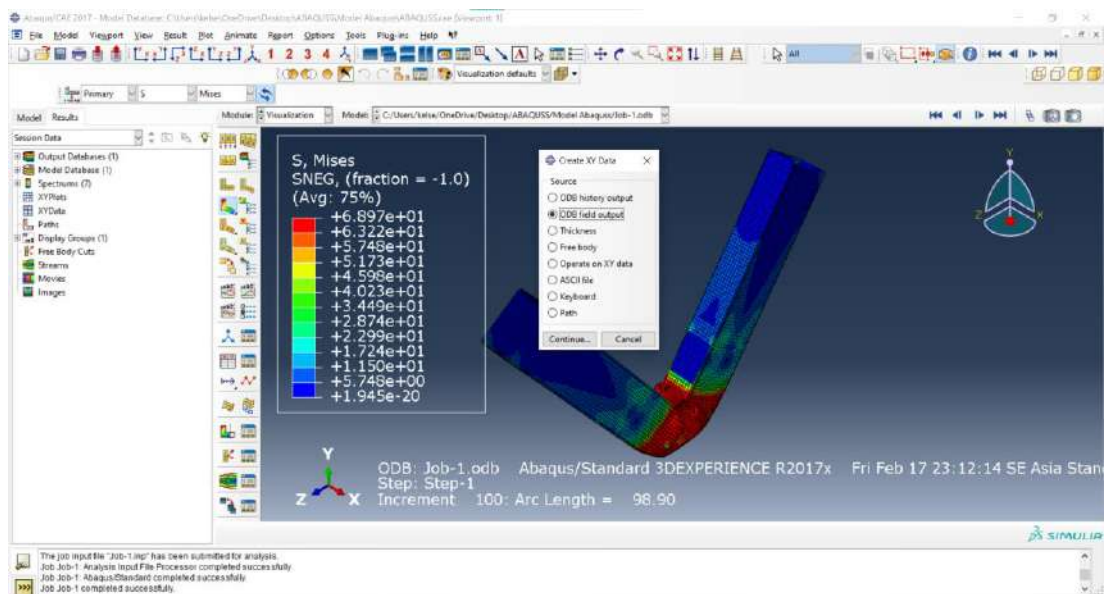 Abaqus/CAE 2017 - Model Database: C:\Users\kelse\OneDrive\Desktop\ABAQUSS\Model Abaqus\ABAQUSS.cae [Viewport: 1]
File Model Viewport View Result Plot Animate Report Options Tools Plug-ins Help
1 2 3 4 All
Visualization defaults
Primary S Mises
Model Results
Module: Visualization Model: C:/Users/kelse/OneDrive/Desktop/ABAQUSS/Model Abaqus/Job-1.odb
Session Data
Output Databases (1)
Model Database (1)
Spectrums (7)
XYPlots
XYData
Paths
Display Groups (1)
Free Body Cuts
Streams
Movies
Images
S, Mises
SNEG, (fraction = -1.0)
(Avg: 75%)
+6.897e+01
+6.322e+01
+5.748e+01
+5.173e+01
+4.598e+01
+4.023e+01
+3.449e+01
+2.874e+01
+2.299e+01
+1.724e+01
+1.150e+01
+5.748e+00
+1.945e-20
Create XY Data
Source
ODB history output
ODB field output
Thickness
Free body
Operate on XY data
ASCII file
Keyboard
Path
Continue... Cancel
Y
Z X
Y
Z X
ODB: Job-1.odb Abaqus/Standard 3DEXPERIENCE R2017x Fri Feb 17 23:12:14 SE Asia Stan
Step: Step-1
Increment 100: Arc Length = 98.90
SIMULIA
The job input file "Job-1.inp" has been submitted for analysis.
Job Job-1: Analysis Input File Processor completed successfully.
Job Job-1: Abaqus/Standard completed successfully.
Job Job-1 completed successfully.